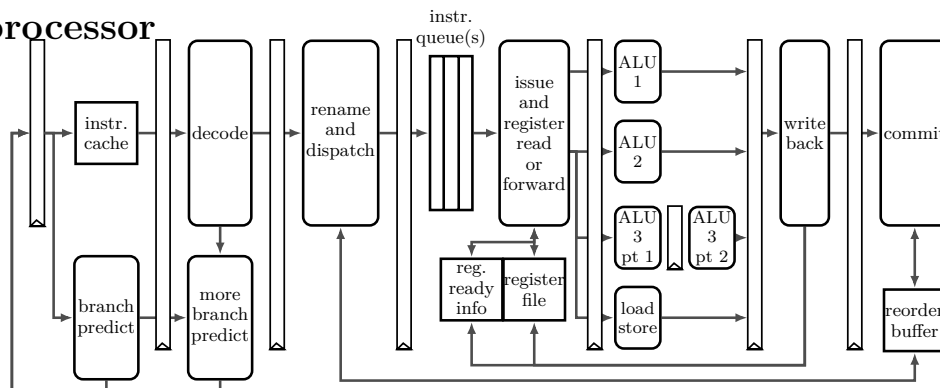 processor
instr.
queue(s)
instr.
cache
decode
rename
and
dispatch
issue
and
register
read
or
forward
ALU
1
ALU
2
ALU
3
pt 1
ALU
3
pt 2
load
store
write
back
commit
branch
predict
more
branch
predict
reg.
ready
info
register
file
reorder
buffer